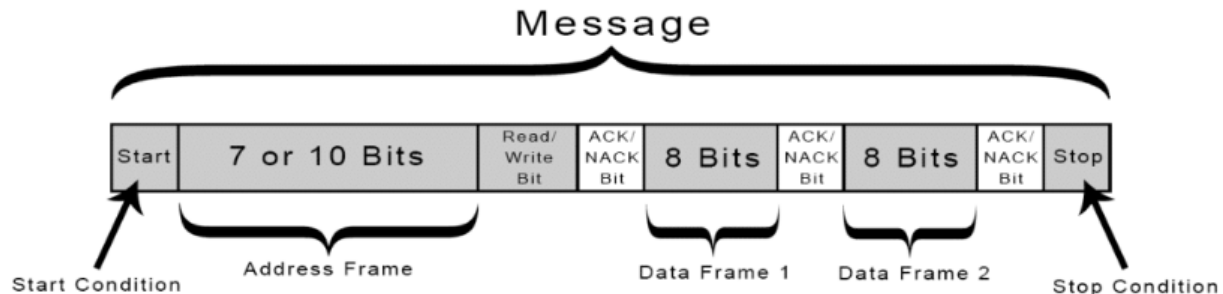 Message
Start
7 or 10 Bits
Read/
Write
Bit
ACK/
NACK
Bit
8 Bits
ACK/
NACK
Bit
8 Bits
ACK/
NACK
Bit
Stop
Start Condition
Address Frame
Data Frame 1
Data Frame 2
Stop Condition